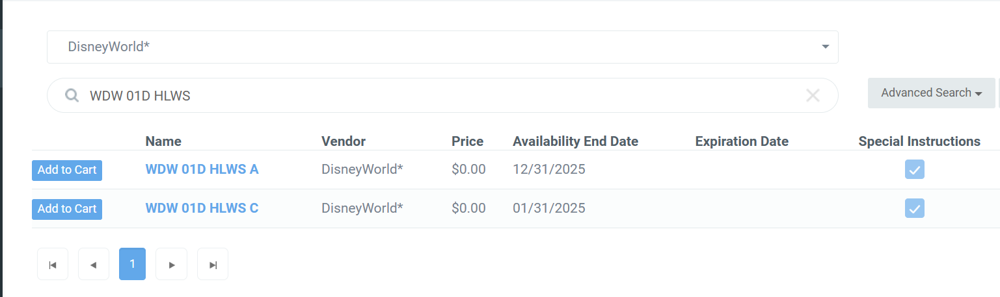 DisneyWorld*
WDW 01D HLWS
Advanced Search
Name Vendor Price Availability End Date Expiration Date Special Instructions
Add to Cart WDW 01D HLWS A DisneyWorld* $0.00 12/31/2025
Add to Cart WDW 01D HLWS C DisneyWorld* $0.00 01/31/2025
1